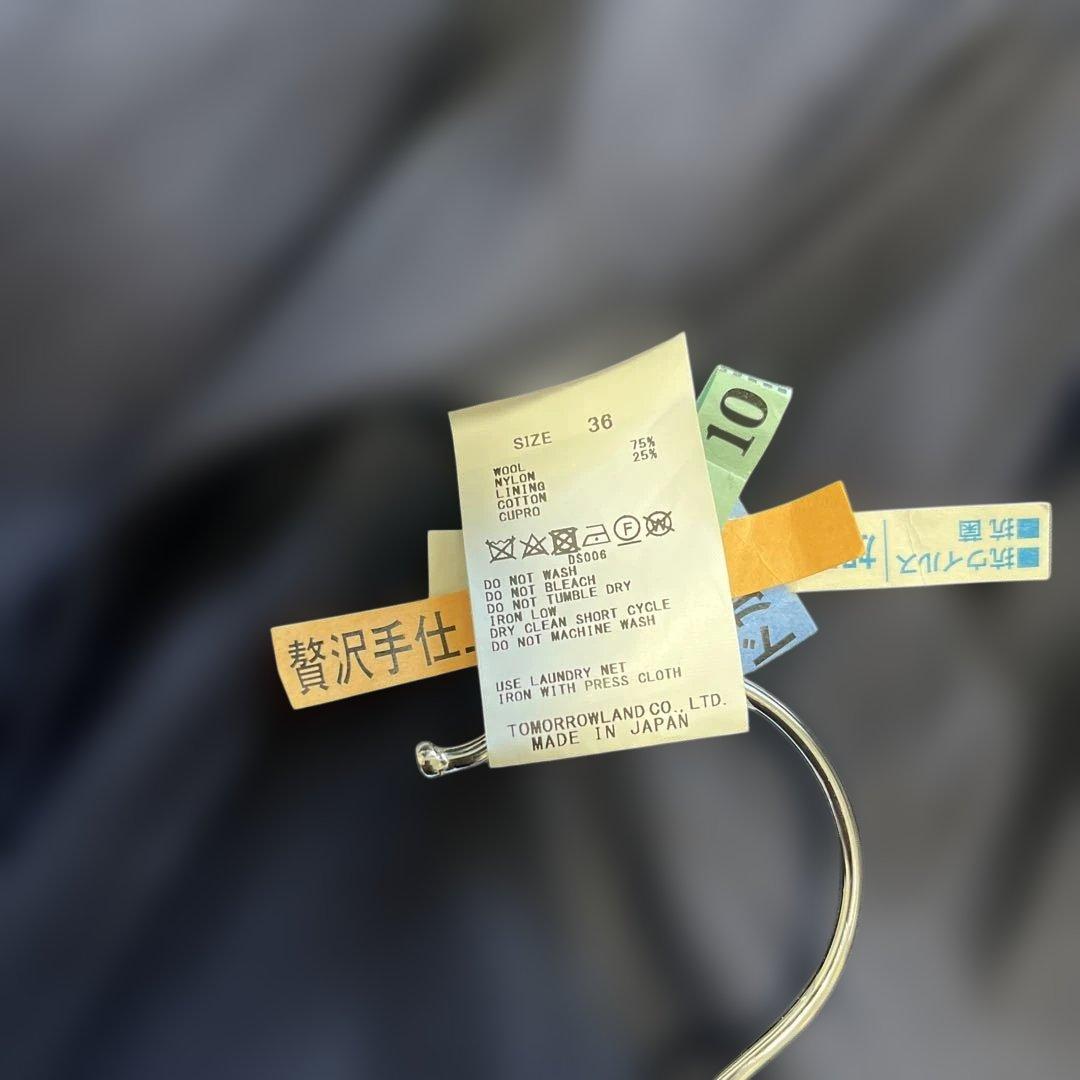 SIZE 36
75%
25%
WOOL
NYLON
LINING
COTTON
CUPRO
F
W
DS006
DO NOT WASH
DO NOT BLEACH
DO NOT TUMBLE DRY
IRON LOW
DRY CLEAN SHORT CYCLE
DO NOT MACHINE WASH
USE LAUNDRY NET
IRON WITH PRESS CLOTH
TOMORROWLAND CO., LTD.
MADE IN JAPAN
10
贅沢手仕
■抗ウイルス
■抗菌